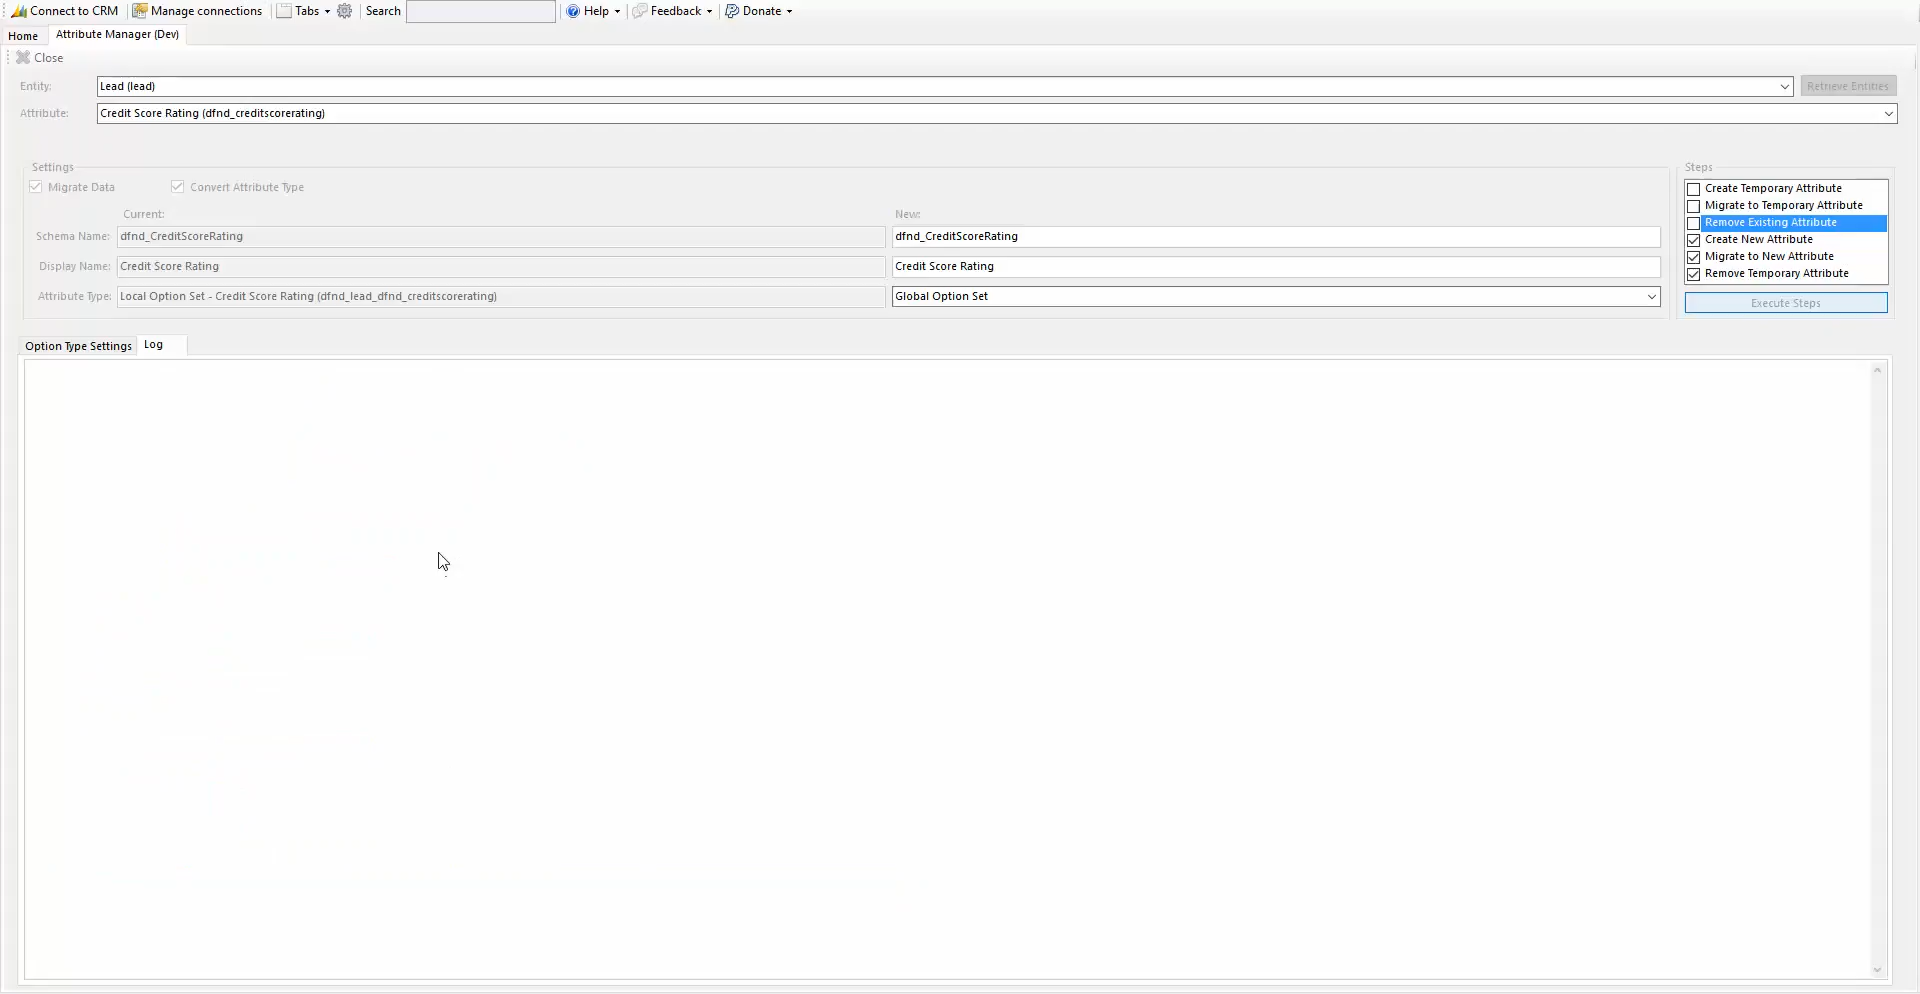 Connect to CRM Manage connections Tabs Search Help Feedback Donate
Home Attribute Manager (Dev)
Close
Entity: Lead (lead) Retrieve Entities
Attribute: Credit Score Rating (dfnd_creditscorerating)
Settings
Migrate Data Convert Attribute Type
Current: New:
Schema Name: dfnd_CreditScoreRating dfnd_CreditScoreRating
Display Name: Credit Score Rating Credit Score Rating
Attribute Type: Local Option Set - Credit Score Rating (dfnd_lead_dfnd_creditscorerating) Global Option Set
Steps
Create Temporary Attribute
Migrate to Temporary Attribute
Remove Existing Attribute
Create New Attribute
Migrate to New Attribute
Remove Temporary Attribute
Execute Steps
Option Type Settings Log